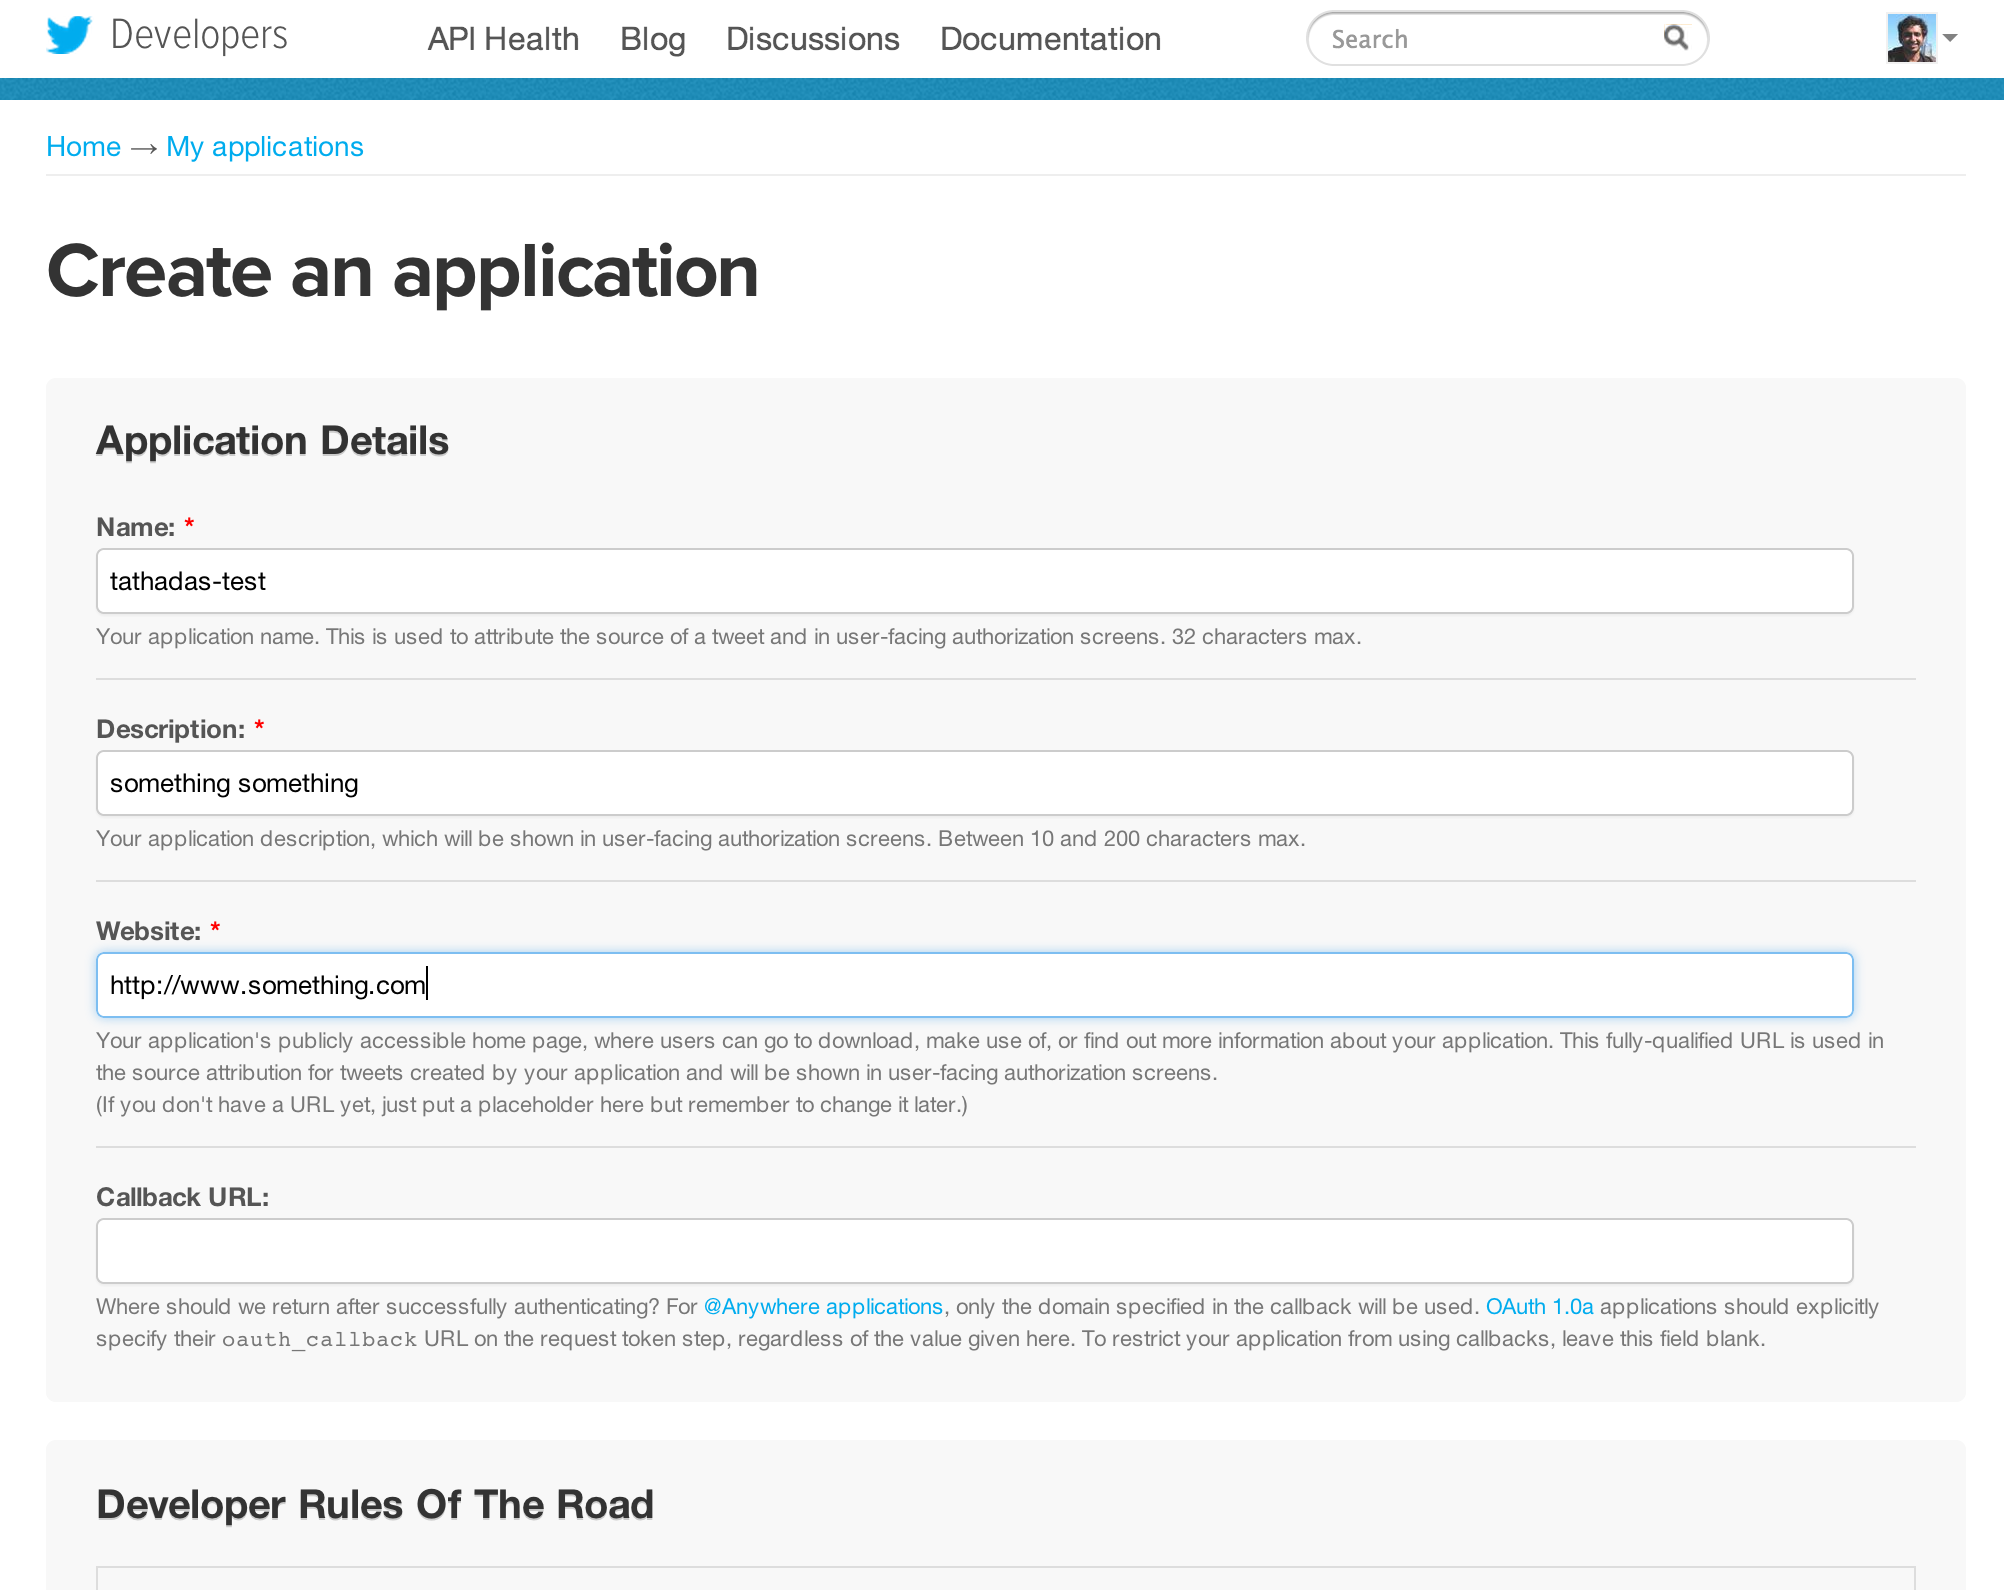 Developers API Health Blog Discussions Documentation Search
Home → My applications
Create an application
Application Details
Name: *
tathadas-test
Your application name. This is used to attribute the source of a tweet and in user-facing authorization screens. 32 characters max.
Description: *
something something
Your application description, which will be shown in user-facing authorization screens. Between 10 and 200 characters max.
Website: *
http://www.something.com
Your application's publicly accessible home page, where users can go to download, make use of, or find out more information about your application. This fully-qualified URL is used in
the source attribution for tweets created by your application and will be shown in user-facing authorization screens.
(If you don't have a URL yet, just put a placeholder here but remember to change it later.)
Callback URL:
Where should we return after successfully authenticating? For @Anywhere applications, only the domain specified in the callback will be used. OAuth 1.0a applications should explicitly
specify their oauth_callback URL on the request token step, regardless of the value given here. To restrict your application from using callbacks, leave this field blank.
Developer Rules Of The Road